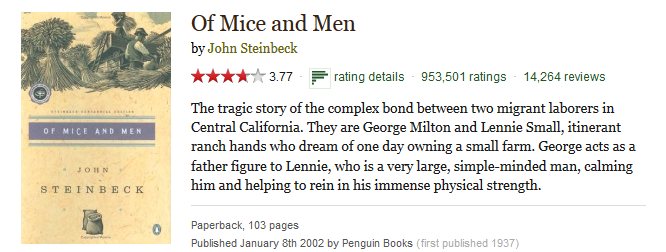 Of Mice and Men
by John Steinbeck
3.77 · rating details · 953,501 ratings · 14,264 reviews
The tragic story of the complex bond between two migrant laborers in
Central California. They are George Milton and Lennie Small, itinerant
ranch hands who dream of one day owning a small farm. George acts as a
father figure to Lennie, who is a very large, simple-minded man, calming
him and helping to rein in his immense physical strength.
Paperback, 103 pages
Published January 8th 2002 by Penguin Books (first published 1937)
STEINBECK CENTENNIAL EDITION
OF MICE AND MEN
JOHN
STEINBECK